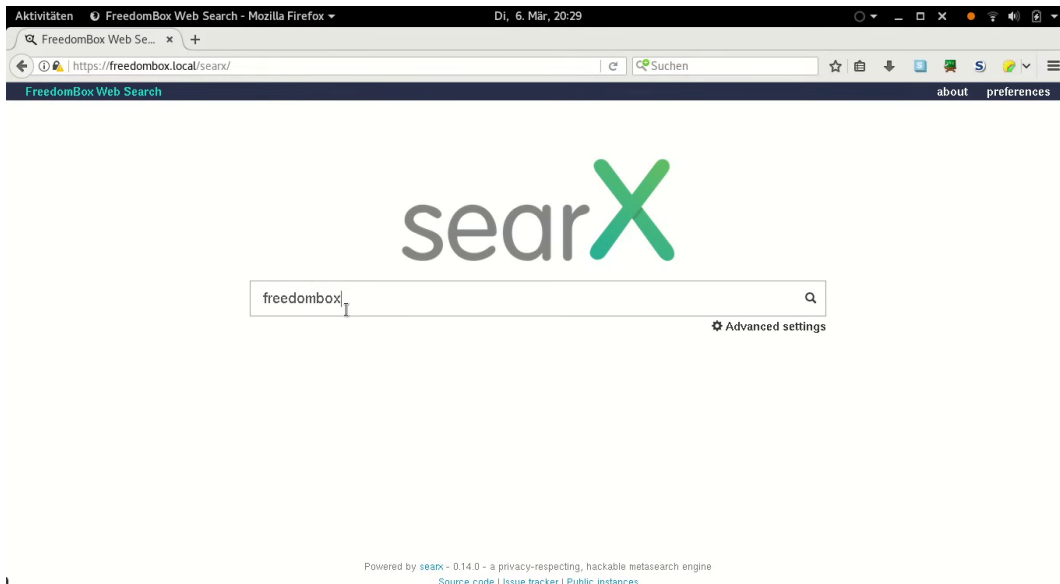 Aktivitäten FreedomBox Web Search - Mozilla Firefox Di, 6. Mär, 20:29
FreedomBox Web Se... × +
https://freedombox.local/searx/ Suchen
FreedomBox Web Search about preferences
searX
freedombox
Advanced settings
Powered by searx - 0.14.0 - a privacy-respecting, hackable metasearch engine
Source code | Issue tracker | Public instances